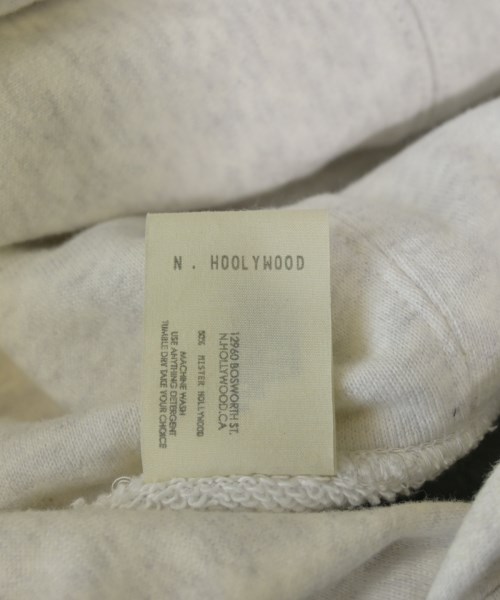 N. HOOLYWOOD
12960 BOSWORTH ST.
N.HOLLYWOOD.CA
50% MISTER HOLLYWOOD
MACHINE WASH
USE ANYTHING DETERGENT
TUMBLE DRY TAKE YOUR CHOICE